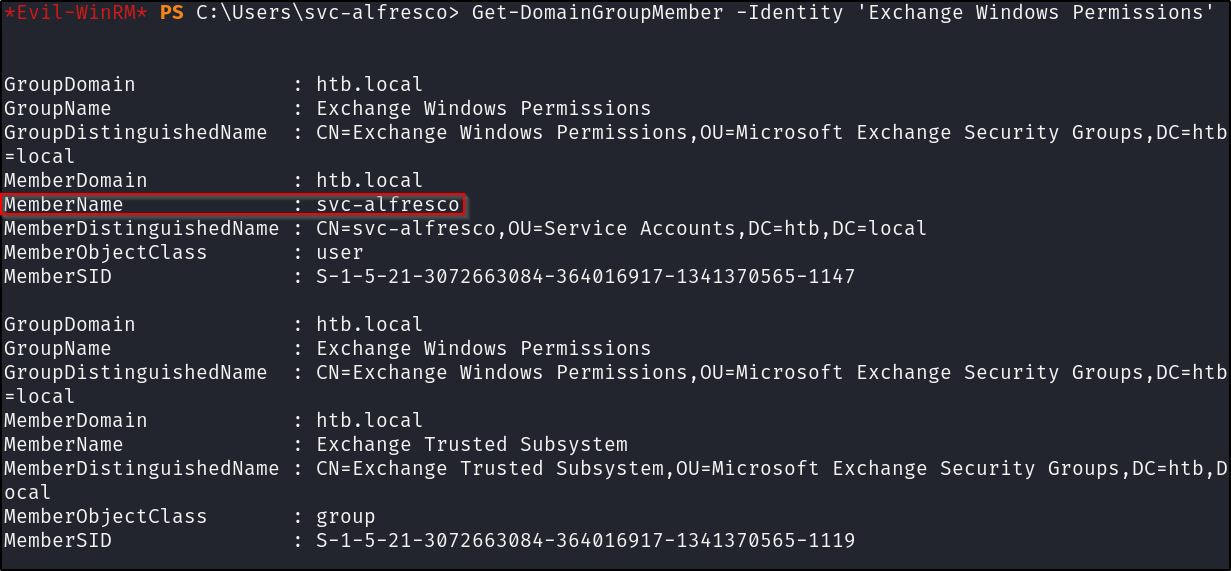 *Evil-WinRM* PS C:\Users\svc-alfresco> Get-DomainGroupMember -Identity 'Exchange Windows Permissions'
GroupDomain             : htb.local
GroupName               : Exchange Windows Permissions
GroupDistinguishedName  : CN=Exchange Windows Permissions,OU=Microsoft Exchange Security Groups,DC=htb
=local
MemberDomain            : htb.local
MemberName              : svc-alfresco
MemberDistinguishedName : CN=svc-alfresco,OU=Service Accounts,DC=htb,DC=local
MemberObjectClass       : user
MemberSID               : S-1-5-21-3072663084-364016917-1341370565-1147
GroupDomain             : htb.local
GroupName               : Exchange Windows Permissions
GroupDistinguishedName  : CN=Exchange Windows Permissions,OU=Microsoft Exchange Security Groups,DC=htb
=local
MemberDomain            : htb.local
MemberName              : Exchange Trusted Subsystem
MemberDistinguishedName : CN=Exchange Trusted Subsystem,OU=Microsoft Exchange Security Groups,DC=htb,D
ocal
MemberObjectClass       : group
MemberSID               : S-1-5-21-3072663084-364016917-1341370565-1119